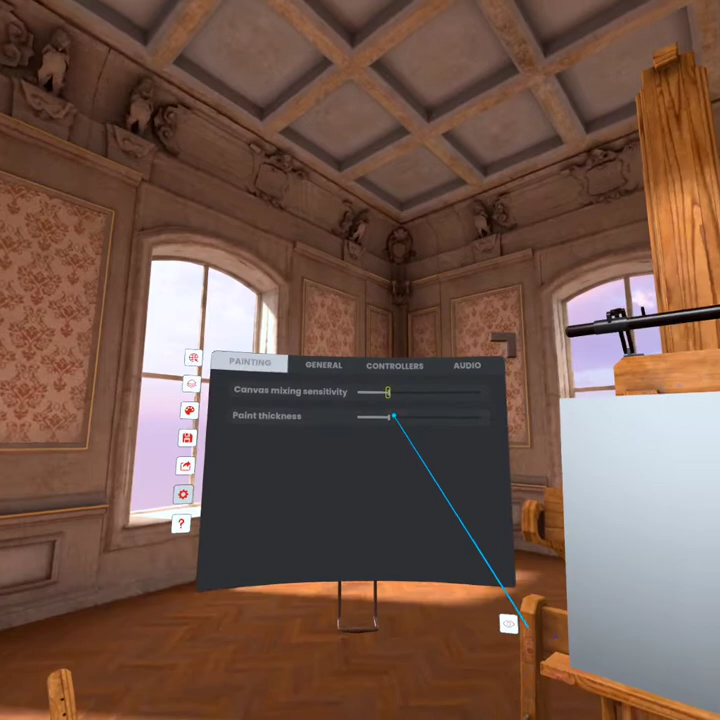 PAINTING GENERAL CONTROLLERS AUDIO
Canvas mixing sensitivity
Paint thickness
?